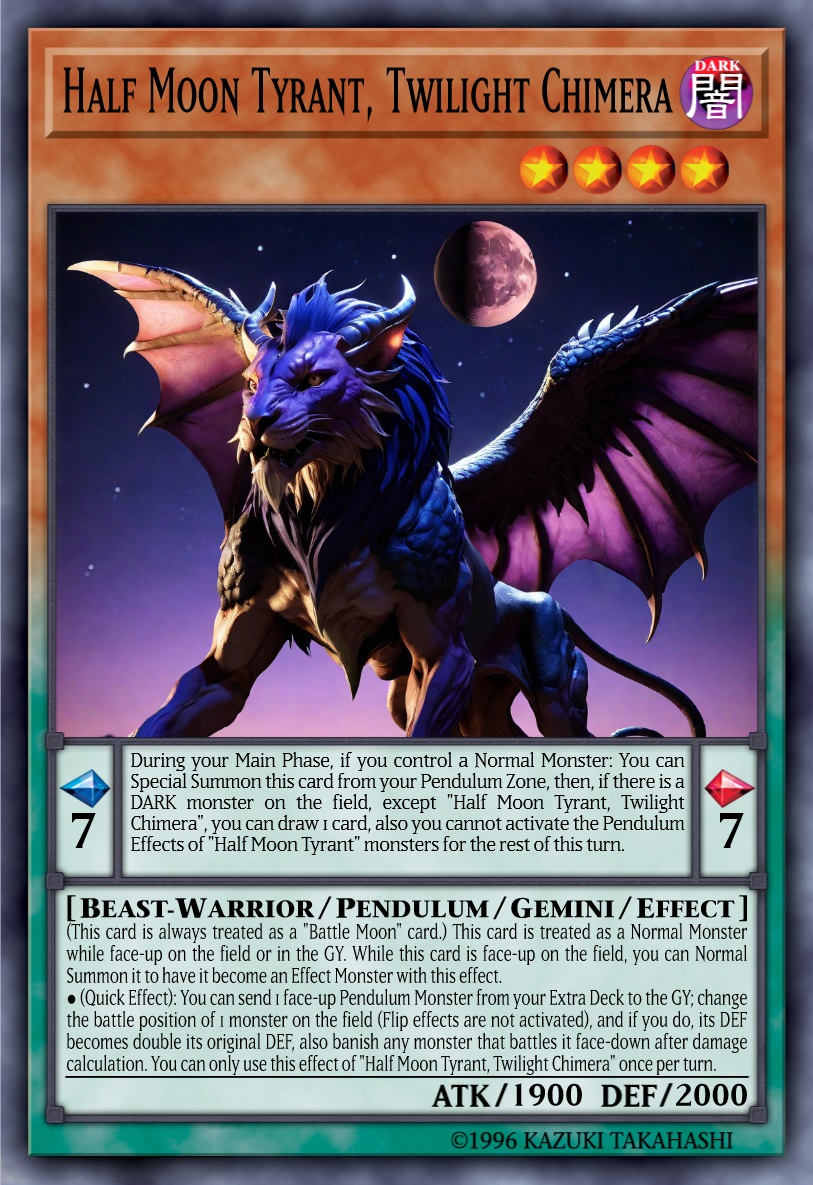 Half Moon Tyrant, Twilight Chimera
DARK
闇
During your Main Phase, if you control a Normal Monster: You can
Special Summon this card from your Pendulum Zone, then, if there is a
DARK monster on the field, except "Half Moon Tyrant, Twilight
Chimera", you can draw 1 card, also you cannot activate the Pendulum
Effects of "Half Moon Tyrant" monsters for the rest of this turn.
7
7
[ Beast-Warrior / Pendulum / Gemini / Effect ]
(This card is always treated as a "Battle Moon" card.) This card is treated as a Normal Monster
while face-up on the field or in the GY. While this card is face-up on the field, you can Normal
Summon it to have it become an Effect Monster with this effect.
● (Quick Effect): You can send 1 face-up Pendulum Monster from your Extra Deck to the GY; change
the battle position of 1 monster on the field (Flip effects are not activated), and if you do, its DEF
becomes double its original DEF, also banish any monster that battles it face-down after damage
calculation. You can only use this effect of "Half Moon Tyrant, Twilight Chimera" once per turn.
ATK/1900 DEF/2000
©1996 KAZUKI TAKAHASHI